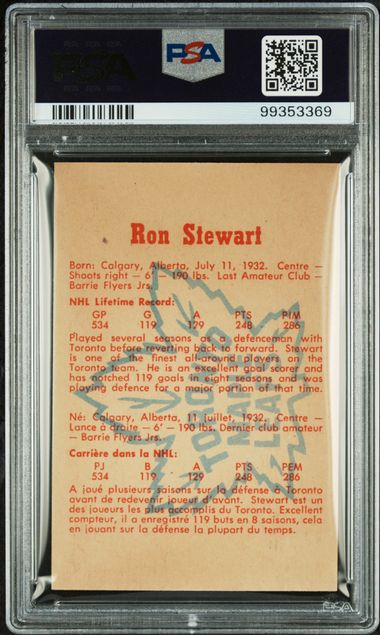 PSA
PSA
99353369
Ron Stewart
Born: Calgary, Alberta, July 11, 1932. Centre —
Shoots right — 6' — 190 lbs. Last Amateur Club —
Barrie Flyers Jrs.
NHL Lifetime Record:
GP G A PTS PIM
534 119 129 248 286
Played several seasons as a defenceman with
Toronto before reverting back to forward. Stewart
is one of the finest all-around players on the
Toronto team. He is an excellent goal scorer and
has notched 119 goals in eight seasons and was
playing defence for a major portion of that time.
Né: Calgary, Alberta, 11 juillet, 1932. Centre —
Lance à droite — 6' — 190 lbs. Dernier club amateur
— Barrie Flyers Jrs.
Carrière dans la NHL:
PJ B A PTS PEM
534 119 129 248 286
A joué plusieurs saisons sur la défense à Toronto
avant de redevenir joueur d'avant. Stewart est un
des joueurs les plus accomplis du Toronto. Excellent
compteur, il a enregistré 119 buts en 8 saisons, cela
en jouant sur la défense la plupart du temps.
TORONTO
MAPLE
LEAFS